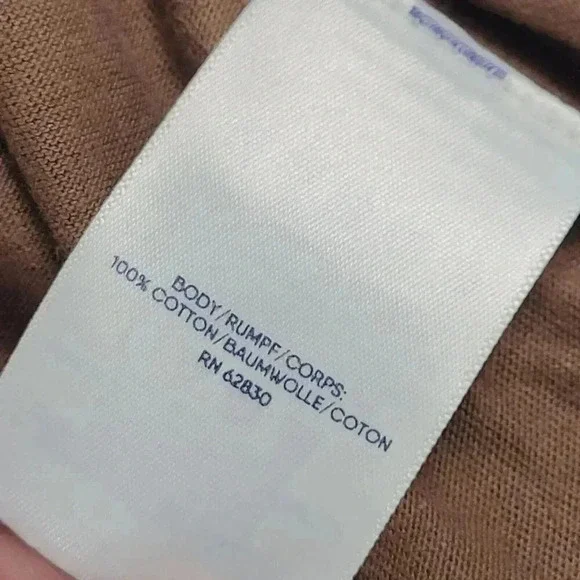 BODY/RUMPF/CORPS:
100% COTTON/BAUMWOLLE/COTON
RN 62830